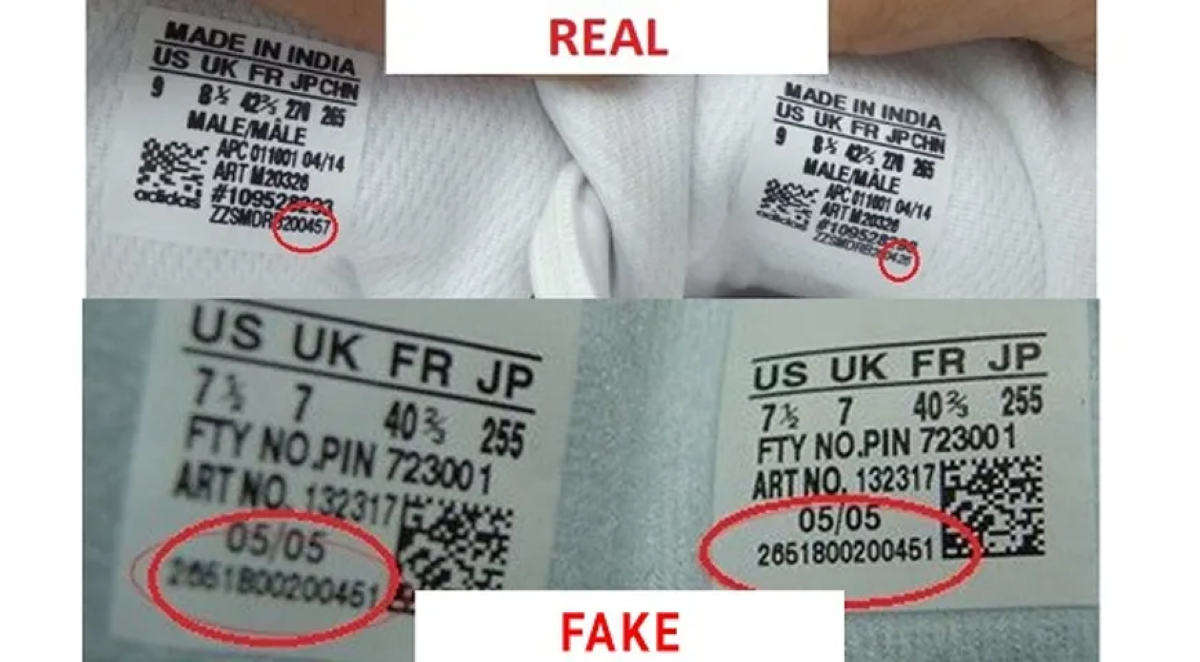 REAL
MADE IN INDIA
US UK FR JP CHN
9 8½ 42⅔ 270 265
MALE/MÂLE
APC 011001 04/14
ART M20326
#109528293
adidas
ZZSMDRB200457
MADE IN INDIA
US UK FR JP CHN
9 8½ 42⅔ 270 265
MALE/MÂLE
APC 011001 04/14
ART M20326
adidas
US UK FR JP
7½ 7 40⅔ 255
FTY NO.PIN 723001
ART NO. 132317
05/05
2651800200451
US UK FR JP
7½ 7 40⅔ 255
FTY NO.PIN 723001
ART NO. 132317
05/05
2651800200451
FAKE